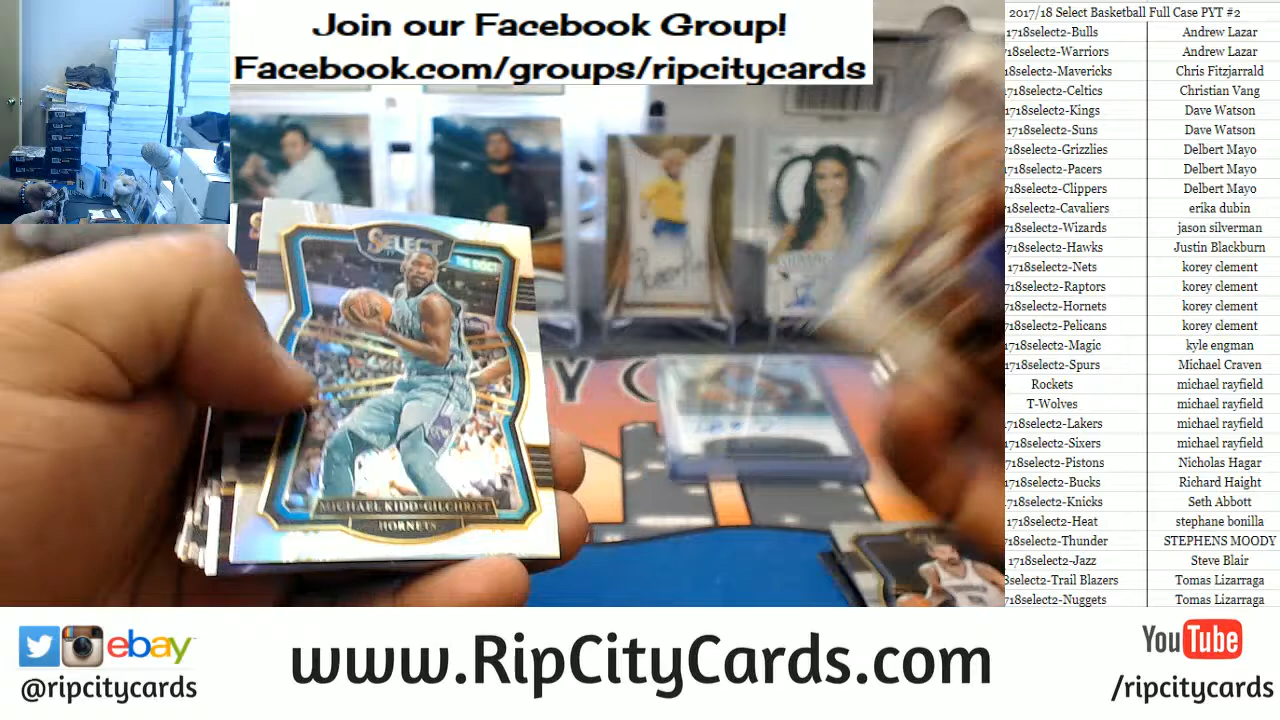 Join our Facebook Group!
Facebook.com/groups/ripcitycards
2017/18 Select Basketball Full Case PYT #2
1718select2-Bulls Andrew Lazar
1718select2-Warriors Andrew Lazar
18select2-Mavericks Chris Fitzjarrald
1718select2-Celtics Christian Vang
1718select2-Kings Dave Watson
1718select2-Suns Dave Watson
718select2-Grizzlies Delbert Mayo
1718select2-Pacers Delbert Mayo
718select2-Clippers Delbert Mayo
718select2-Cavaliers erika dubin
718select2-Wizards jason silverman
718select2-Hawks Justin Blackburn
1718select2-Nets korey clement
718select2-Raptors korey clement
718select2-Hornets korey clement
718select2-Pelicans korey clement
1718select2-Magic kyle engman
718select2-Spurs Michael Craven
Rockets michael rayfield
T-Wolves michael rayfield
718select2-Lakers michael rayfield
718select2-Sixers michael rayfield
1718select2-Pistons Nicholas Hagar
718select2-Bucks Richard Haight
718select2-Knicks Seth Abbott
1718select2-Heat stephane bonilla
718select2-Thunder STEPHENS MOODY
1718select2-Jazz Steve Blair
8select2-Trail Blazers Tomas Lizarraga
718select2-Nuggets Tomas Lizarraga
SELECT
MICHAEL KIDD-GILCHRIST
HORNETS
Y C
ebay
@ripcitycards
www.RipCityCards.com
YouTube
/ripcitycards